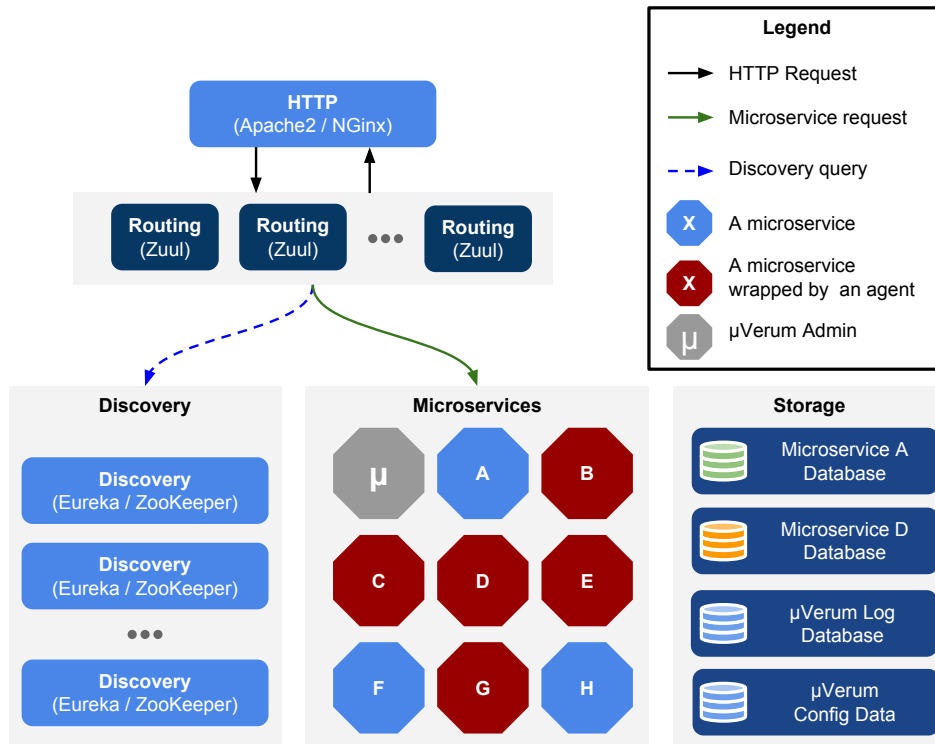 Legend
HTTP Request
Microservice request
Discovery query
X
A microservice
X
A microservice
wrapped by an agent
μ
μVerum Admin
HTTP
(Apache2 / NGinx)
Routing
(Zuul)
Routing
(Zuul)
Routing
(Zuul)
Discovery
Discovery
(Eureka / ZooKeeper)
Discovery
(Eureka / ZooKeeper)
Discovery
(Eureka / ZooKeeper)
Microservices
μ
A
B
C
D
E
F
G
H
Storage
Microservice A
Database
Microservice D
Database
μVerum Log
Database
μVerum
Config Data